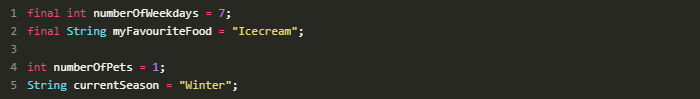 1 final int numberOfWeekdays = 7;
2 final String myFavouriteFood = "Icecream";
3
4 int numberOfPets = 1;
5 String currentSeason = "Winter";